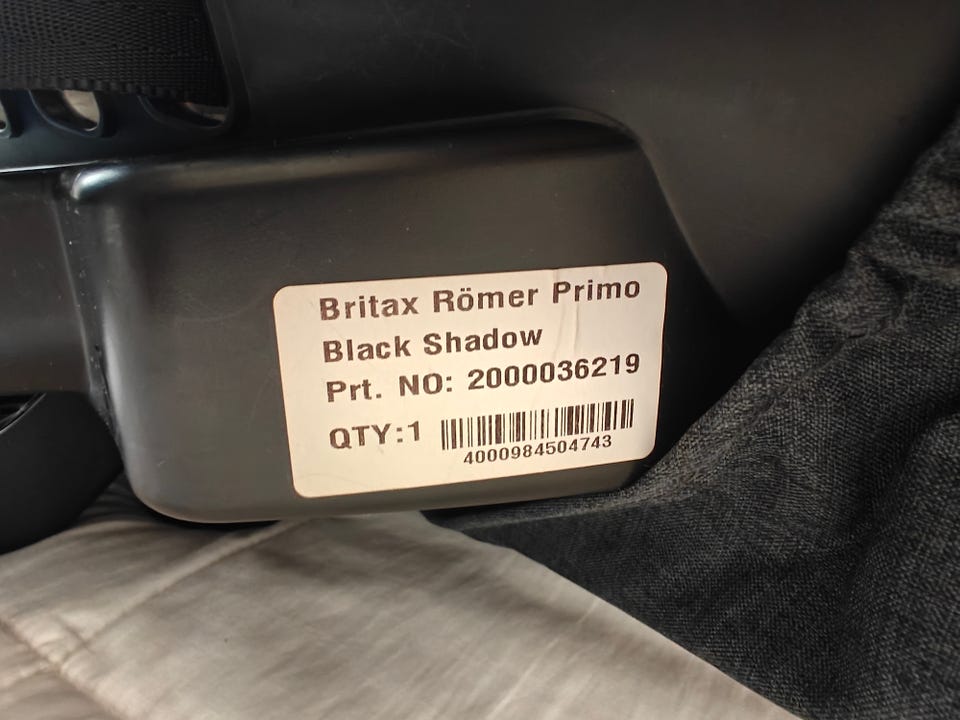 Britax Römer Primo
Black Shadow
Prt. NO: 2000036219
QTY:1
4000984504743